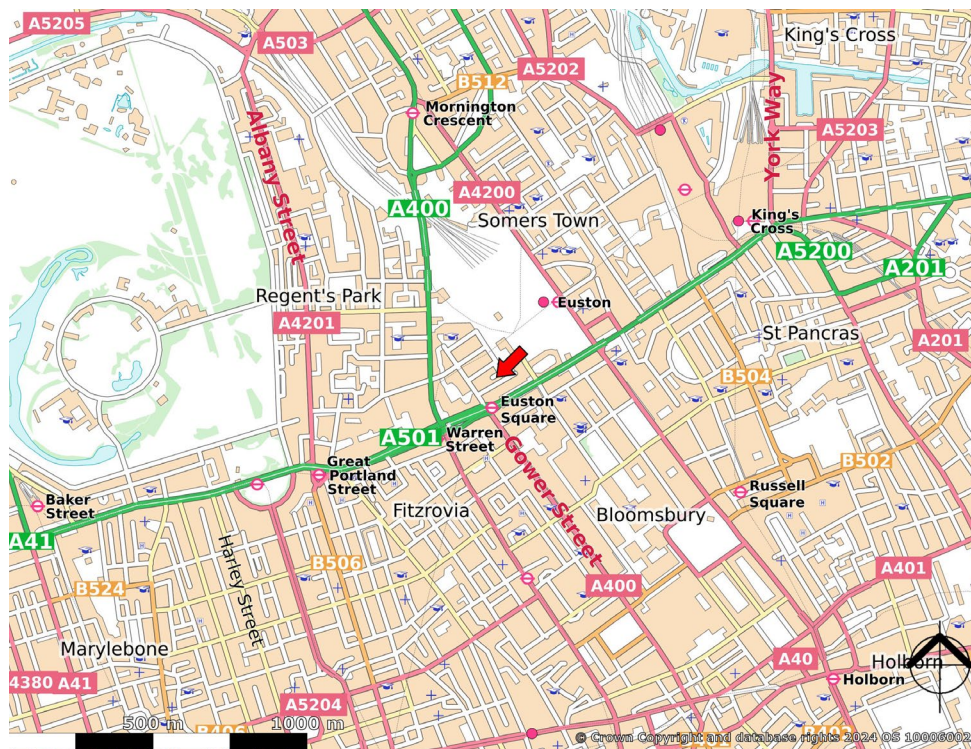 A5205
A503
King's Cross
A5202
B512
Mornington
Crescent
York Way
A5203
Albany Street
A4200
A400
Somers Town
King's
Cross
A5200
A201
Regent's Park
Euston
A4201
St Pancras
A201
B504
Euston
Square
A501
Warren
Street
Gower Street
B502
Great
Portland
Street
Baker
Street
Fitzrovia
Bloomsbury
Russell
Square
A41
Harley Street
B506
A400
A401
B524
Marylebone
A40
Holborn
Holborn
4380
A41
A5204
500 m
1000 m
© Crown Copyright and database rights 2024 OS 10006002